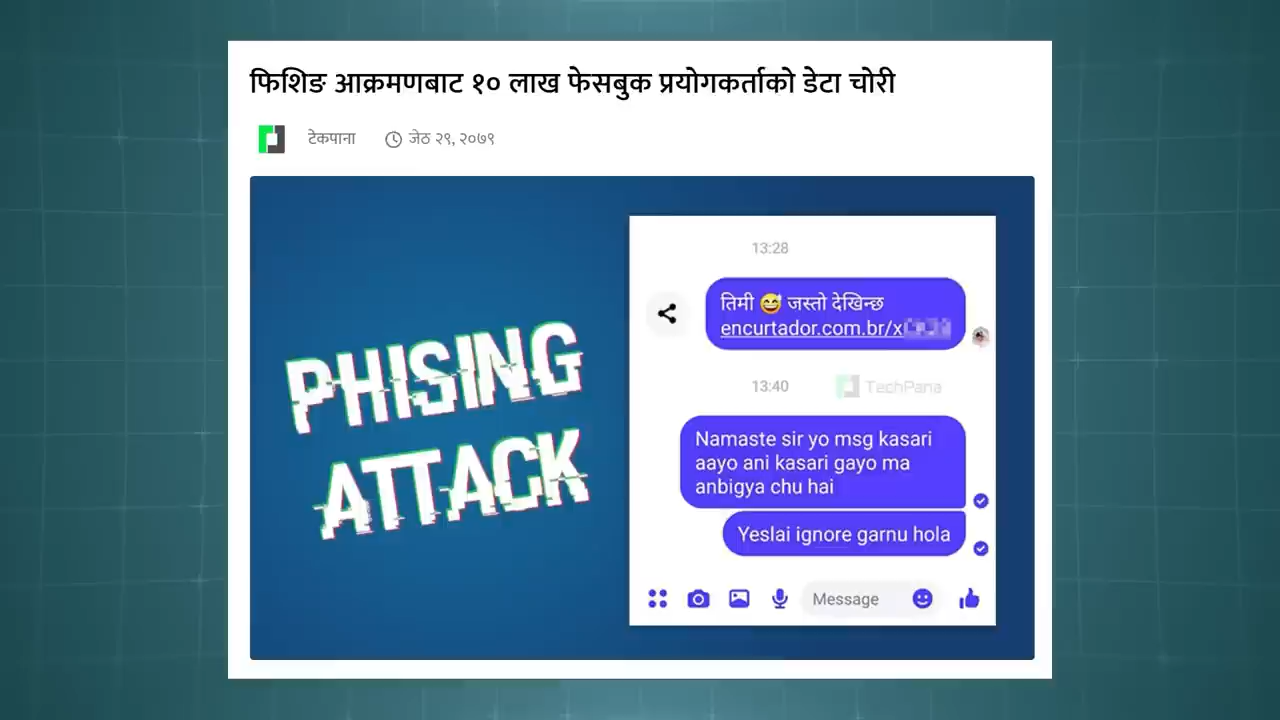 फिशिङ आक्रमणबाट १० लाख फेसबुक प्रयोगकर्ताको डेटा चोरी
टेकपाना जेठ २९, २०७९
PHISING
ATTACK
13:28
तिमी 😅 जस्तो देखिन्छ
encurtador.com.br/x
13:40
TechPana
Namaste sir yo msg kasari
aayo ani kasari gayo ma
anbigya chu hai
Yeslai ignore garnu hola
Message